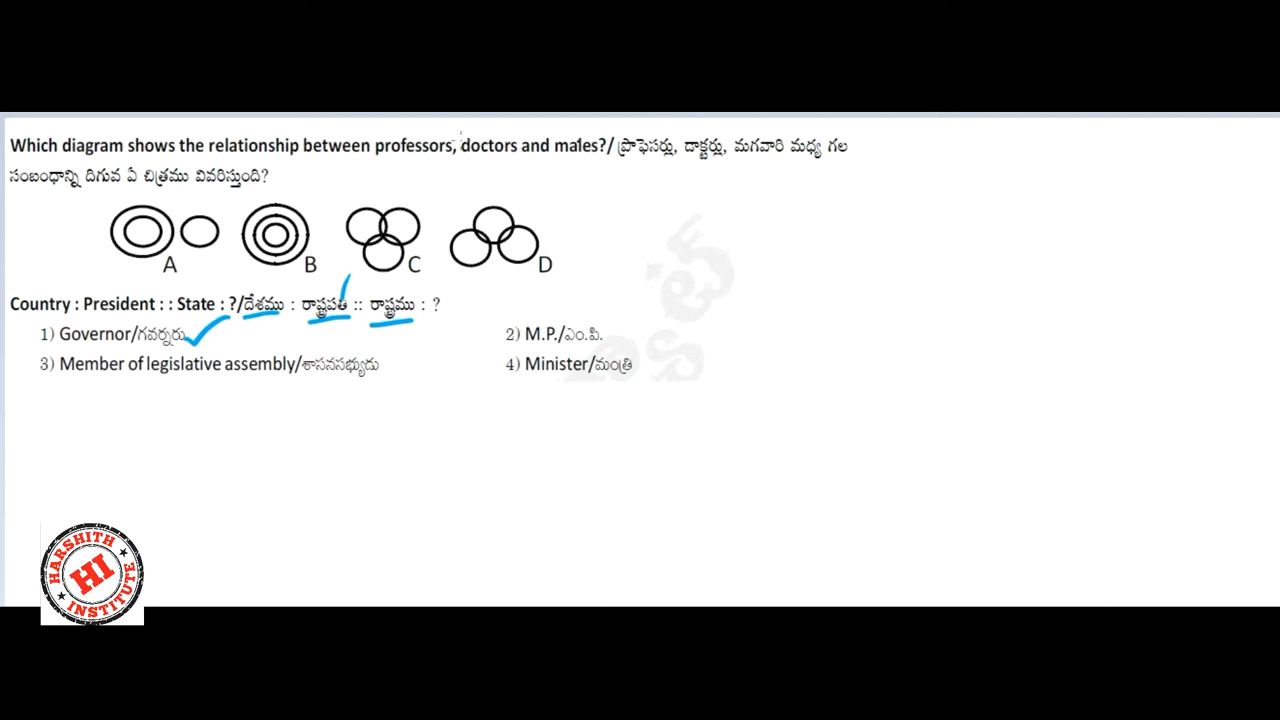 Which diagram shows the relationship between professors, doctors and males?/ ప్రొఫెసర్లు, డాక్టర్లు, మగవారి మధ్య గల
సంబంధాన్ని దిగువ ఏ చిత్రము వివరిస్తుంది?
A B C D
Country : President : : State : ?/దేశము : రాష్ట్రపతి :: రాష్ట్రము : ?
1) Governor/గవర్నరు 2) M.P./ఎం.పీ.
3) Member of legislative assembly/శాసనసభ్యుడు 4) Minister/మంత్రి
HARSHITH
HI
INSTITUTE